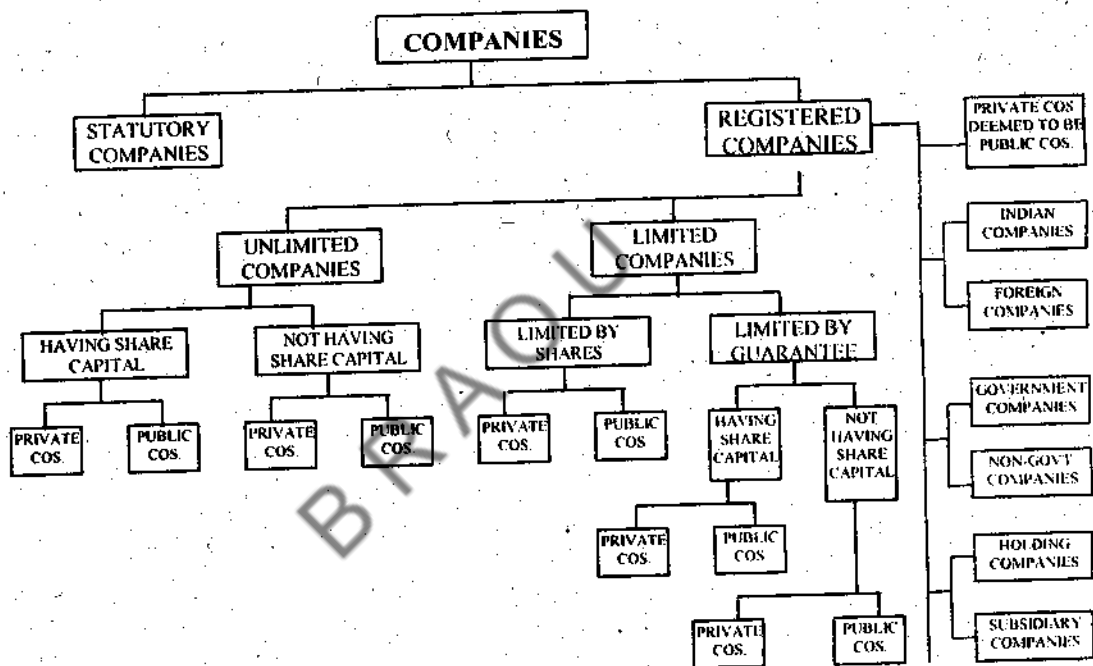 COMPANIES
STATUTORY
COMPANIES
REGISTERED
COMPANIES
PRIVATE COS
DEEMED TO BE
PUBLIC COS.
INDIAN
COMPANIES
FOREIGN
COMPANIES
UNLIMITED
COMPANIES
LIMITED
COMPANIES
HAVING SHARE
CAPITAL
NOT HAVING
SHARE CAPITAL
LIMITED BY
SHARES
LIMITED BY
GUARANTEE
GOVERNMENT
COMPANIES
NON-GOVT
COMPANIES
PRIVATE
COS.
PUBLIC
COS.
PRIVATE
COS.
PUBLIC
COS.
PRIVATE
COS.
PUBLIC
COS
HAVING
SHARE
CAPITAL
NOT
HAVING
SHARE
CAPITAL
PRIVATE
COS.
PUBLIC
COS
HOLDING
COMPANIES
SUBSIDIARY
COMPANIES
PRIVATE
COS.
PUBLIC
COS.
BRAOU